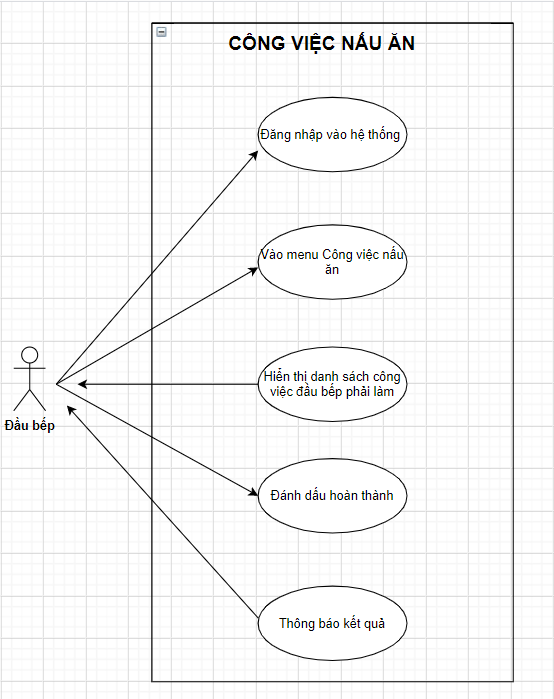 CÔNG VIỆC NẤU ĂN
Đăng nhập vào hệ thống
Vào menu Công việc nấu
ăn
Hiển thị danh sách công
việc đầu bếp phải làm
Đầu bếp
Đánh dấu hoàn thành
Thông báo kết quả